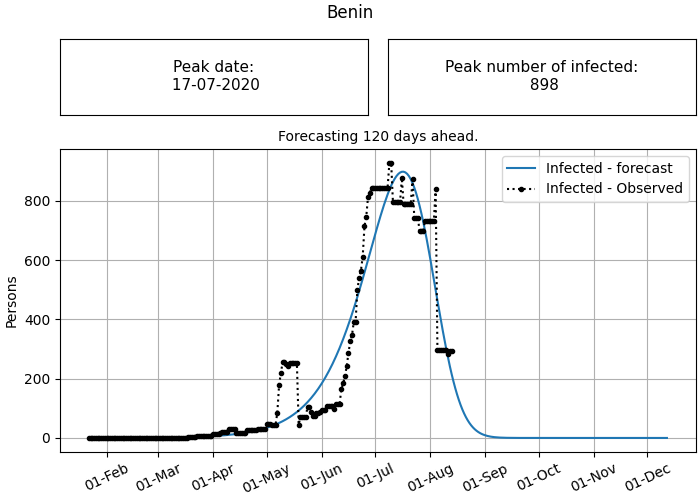 Benin
Peak date:
17-07-2020
Peak number of infected:
898
Forecasting 120 days ahead.
Infected - forecast
Infected - Observed
Persons
800
600
400
200
0
01-Feb
01-Mar
01-Apr
01-May
01-Jun
01-Jul
01-Aug
01-Sep
01-Oct
01-Nov
01-Dec